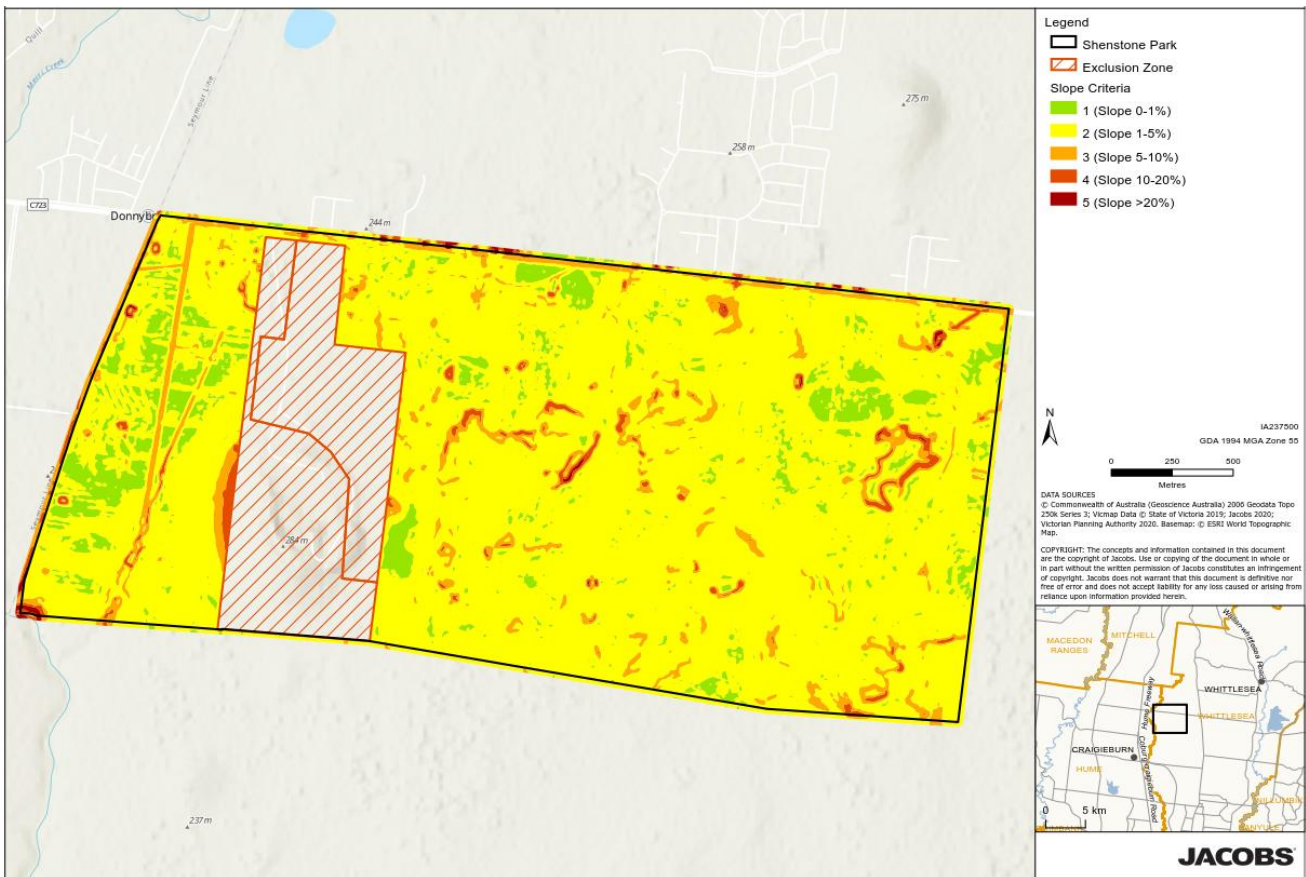 Quill
Merri Creek
Seymour Line
275 m
258 m
C723
244 m
284 m
237 m
Legend
Shenstone Park
Exclusion Zone
Slope Criteria
1 (Slope 0-1%)
2 (Slope 1-5%)
3 (Slope 5-10%)
4 (Slope 10-20%)
5 (Slope >20%)
N
IA237500
GDA 1994 MGA Zone 55
0 250 500
Metres
DATA SOURCES
© Commonwealth of Australia (Geoscience Australia) 2006 Geodata Topo
250k Series 3; Vicmap Data © State of Victoria 2019; Jacobs 2020;
Victorian Planning Authority 2020. Basemap: © ESRI World Topographic
Map.
COPYRIGHT: The concepts and information contained in this document
are the copyright of Jacobs. Use or copying of the document in whole or
in part without the written permission of Jacobs constitutes an infringement
of copyright. Jacobs does not warrant that this document is definitive nor
free of error and does not accept liability for any loss caused or arising from
reliance upon information provided herein.
MACEDON
RANGES
MITCHELL
Hume Freeway
WHITTLESEA
WHITTLESEA
CRAIGIEBURN
HUME
0 5 km
JACOBS